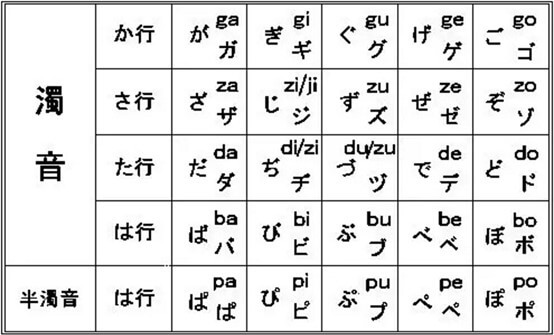 濁音
か行 が ga ガ ぎ gi ギ ぐ gu グ げ ge ゲ ご go ゴ
さ行 ざ za ザ じ zi/ji ジ ず zu ズ ぜ ze ゼ ぞ zo ゾ
た行 だ da ダ ぢ di/zi ヂ づ du/zu ヅ で de デ ど do ド
は行 ば ba バ び bi ビ ぶ bu ブ べ be ベ ぼ bo ボ
半濁音 は行 ぱ pa ぱ ぴ pi ピ ぷ pu プ ぺ pe ペ ぽ po ポ